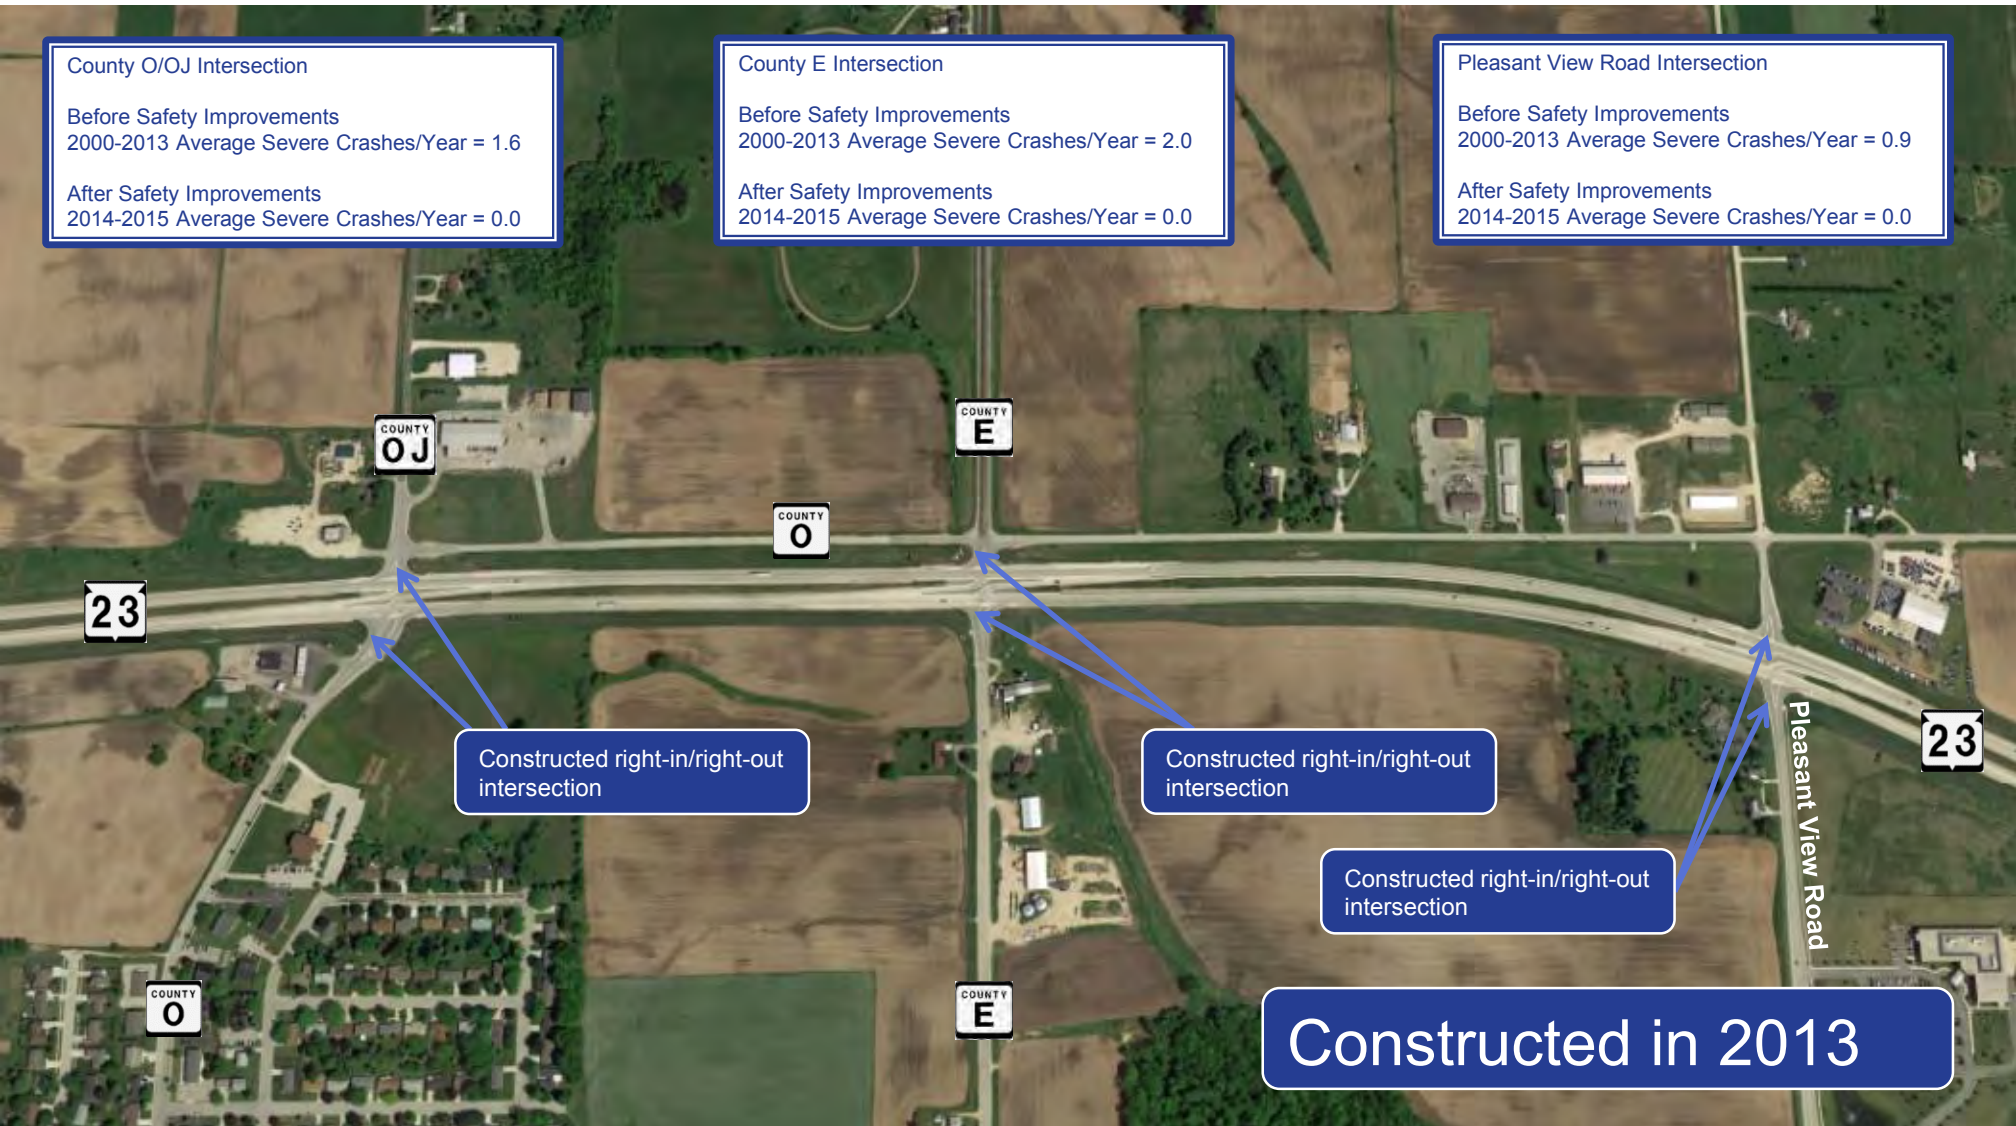 County O/OJ Intersection
Before Safety Improvements
2000-2013 Average Severe Crashes/Year = 1.6
After Safety Improvements
2014-2015 Average Severe Crashes/Year = 0.0
County E Intersection
Before Safety Improvements
2000-2013 Average Severe Crashes/Year = 2.0
After Safety Improvements
2014-2015 Average Severe Crashes/Year = 0.0
Pleasant View Road Intersection
Before Safety Improvements
2000-2013 Average Severe Crashes/Year = 0.9
After Safety Improvements
2014-2015 Average Severe Crashes/Year = 0.0
COUNTY
OJ
COUNTY
E
COUNTY
O
23
23
Pleasant View Road
Constructed right-in/right-out
intersection
Constructed right-in/right-out
intersection
Constructed right-in/right-out
intersection
COUNTY
O
COUNTY
E
Constructed in 2013